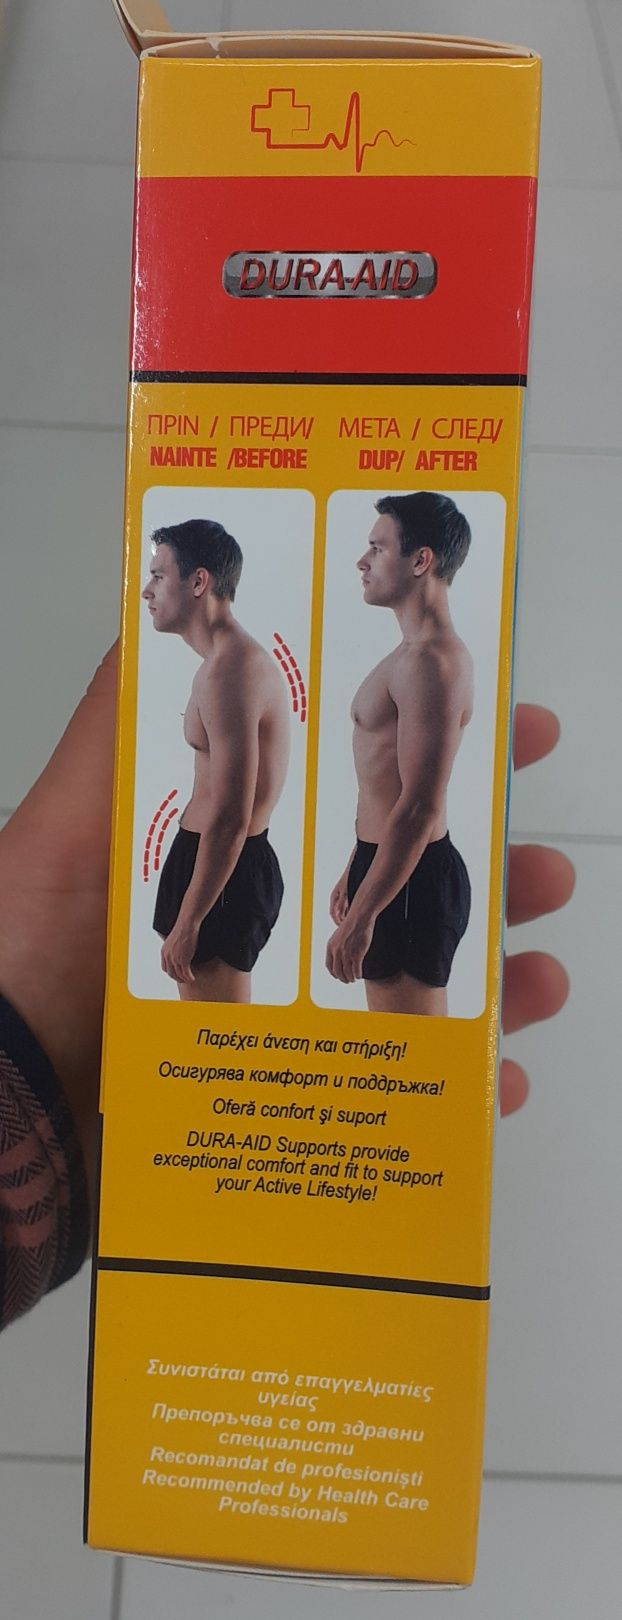 DURA-AID
ΠΡΙΝ / ПРЕДИ/
NAINTE /BEFORE
ΜΕΤΑ / СЛЕД/
DUP/ AFTER
Παρέχει άνεση και στήριξη!
Осигурява комфорт и поддръжка!
Oferă confort şi suport
DURA-AID Supports provide
exceptional comfort and fit to support
your Active Lifestyle!
Συνιστάται από επαγγελματίες
υγείας
Препоръчва се от здравни
специалисти
Recomandat de profesioniști
Recommended by Health Care
Professionals